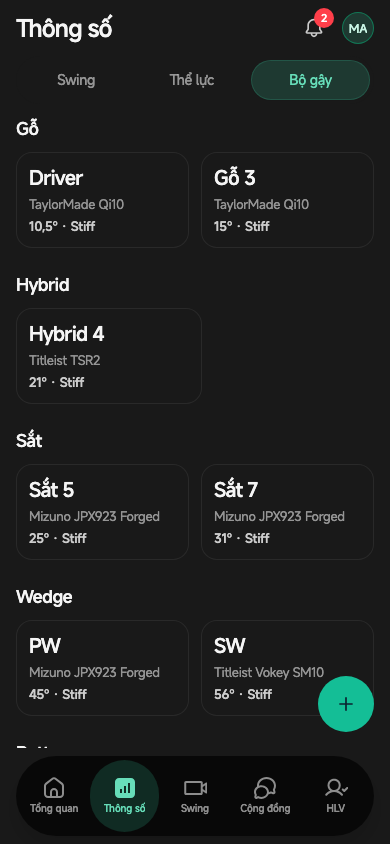 Thông số
2
MA
Swing
Thể lực
Bộ gậy
Gỗ
Driver
TaylorMade Qi10
10,5° · Stiff
Gỗ 3
TaylorMade Qi10
15° · Stiff
Hybrid
Hybrid 4
Titleist TSR2
21° · Stiff
Sắt
Sắt 5
Mizuno JPX923 Forged
25° · Stiff
Sắt 7
Mizuno JPX923 Forged
31° · Stiff
Wedge
PW
Mizuno JPX923 Forged
45° · Stiff
SW
Titleist Vokey SM10
56° · Stiff
Tổng quan
Thông số
Swing
Cộng đồng
HLV